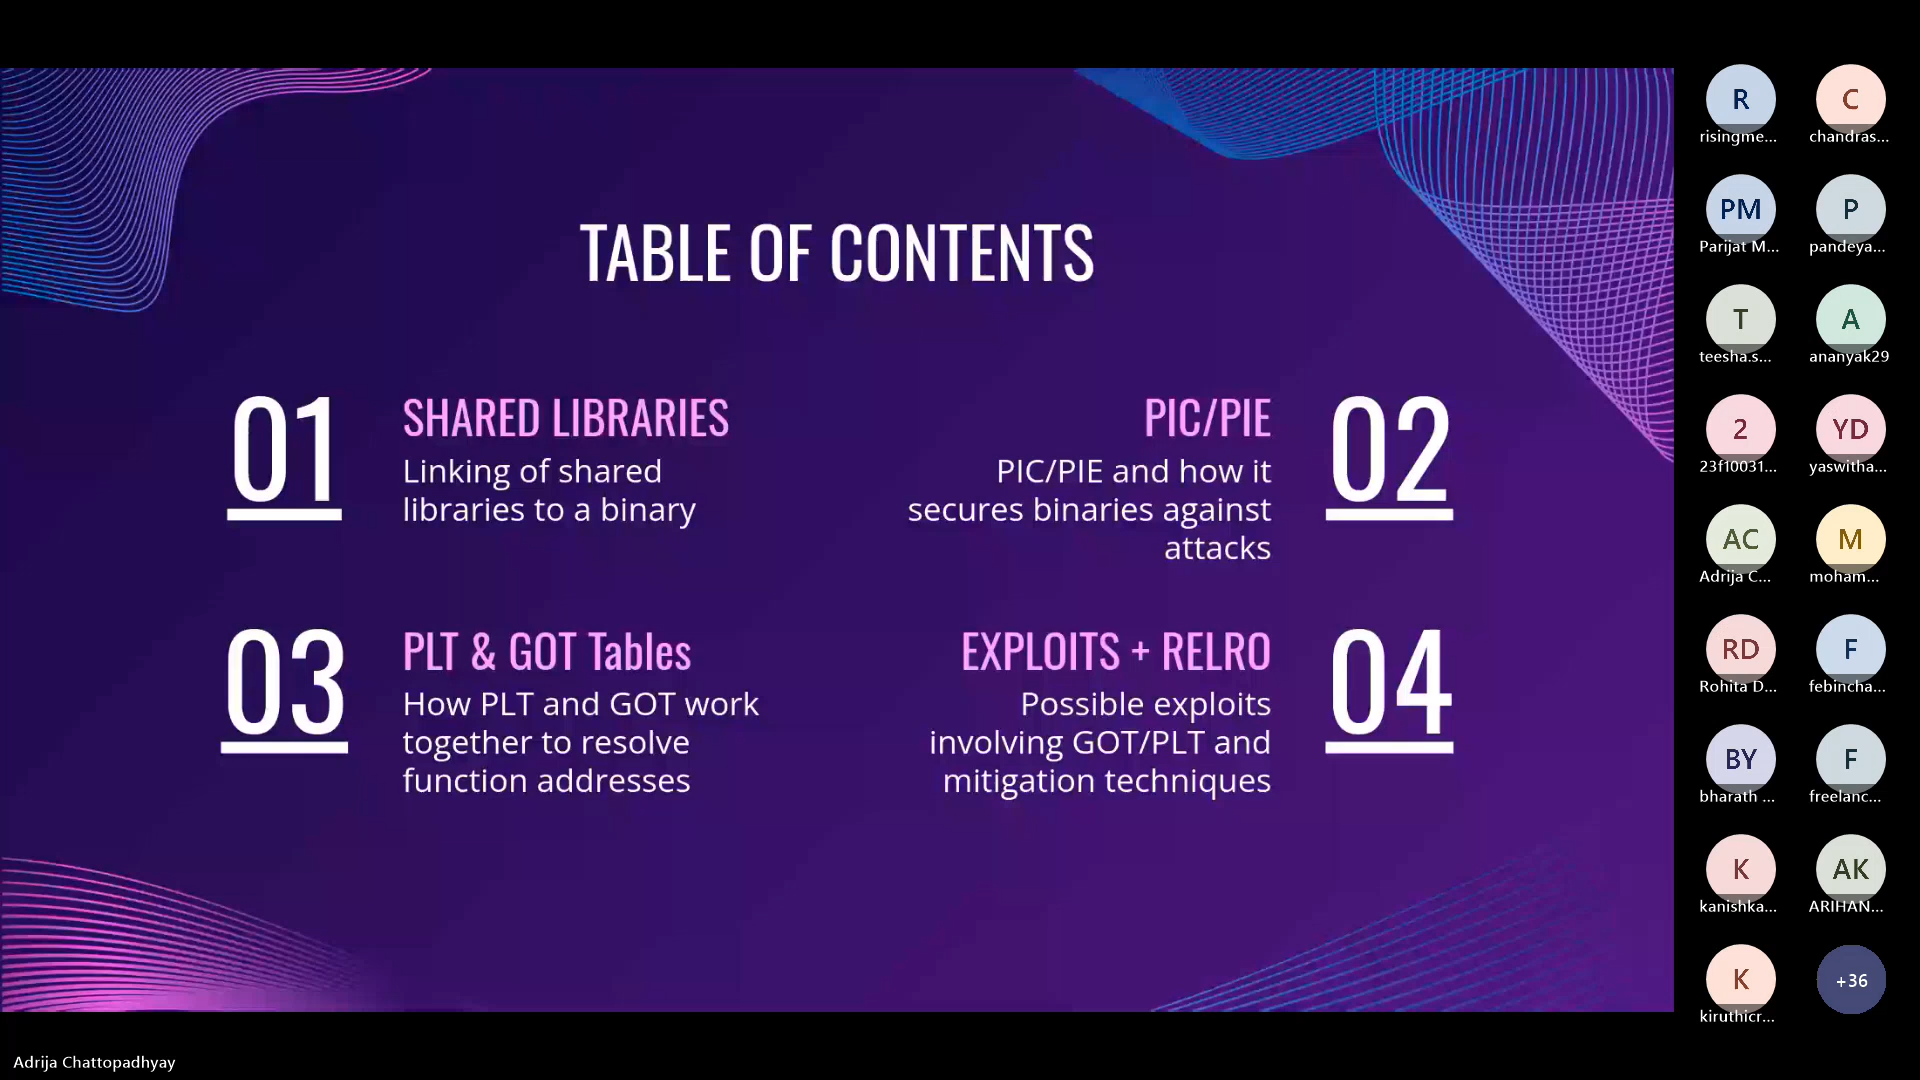 TABLE OF CONTENTS
01
SHARED LIBRARIES
Linking of shared
libraries to a binary
PIC/PIE
PIC/PIE and how it
secures binaries against
attacks
02
03
PLT & GOT Tables
How PLT and GOT work
together to resolve
function addresses
EXPLOITS + RELRO
Possible exploits
involving GOT/PLT and
mitigation techniques
04
R
risingme...
C
chandras...
PM
Parijat M...
P
pandeya...
T
teesha.s...
A
ananyak29
2
23f10031...
YD
yaswitha...
AC
Adrija C...
M
moham...
RD
Rohita D...
F
febincha...
BY
bharath ...
F
freelanc...
K
kanishka...
AK
ARIHAN...
K
kiruthicr...
+36
Adrija Chattopadhyay